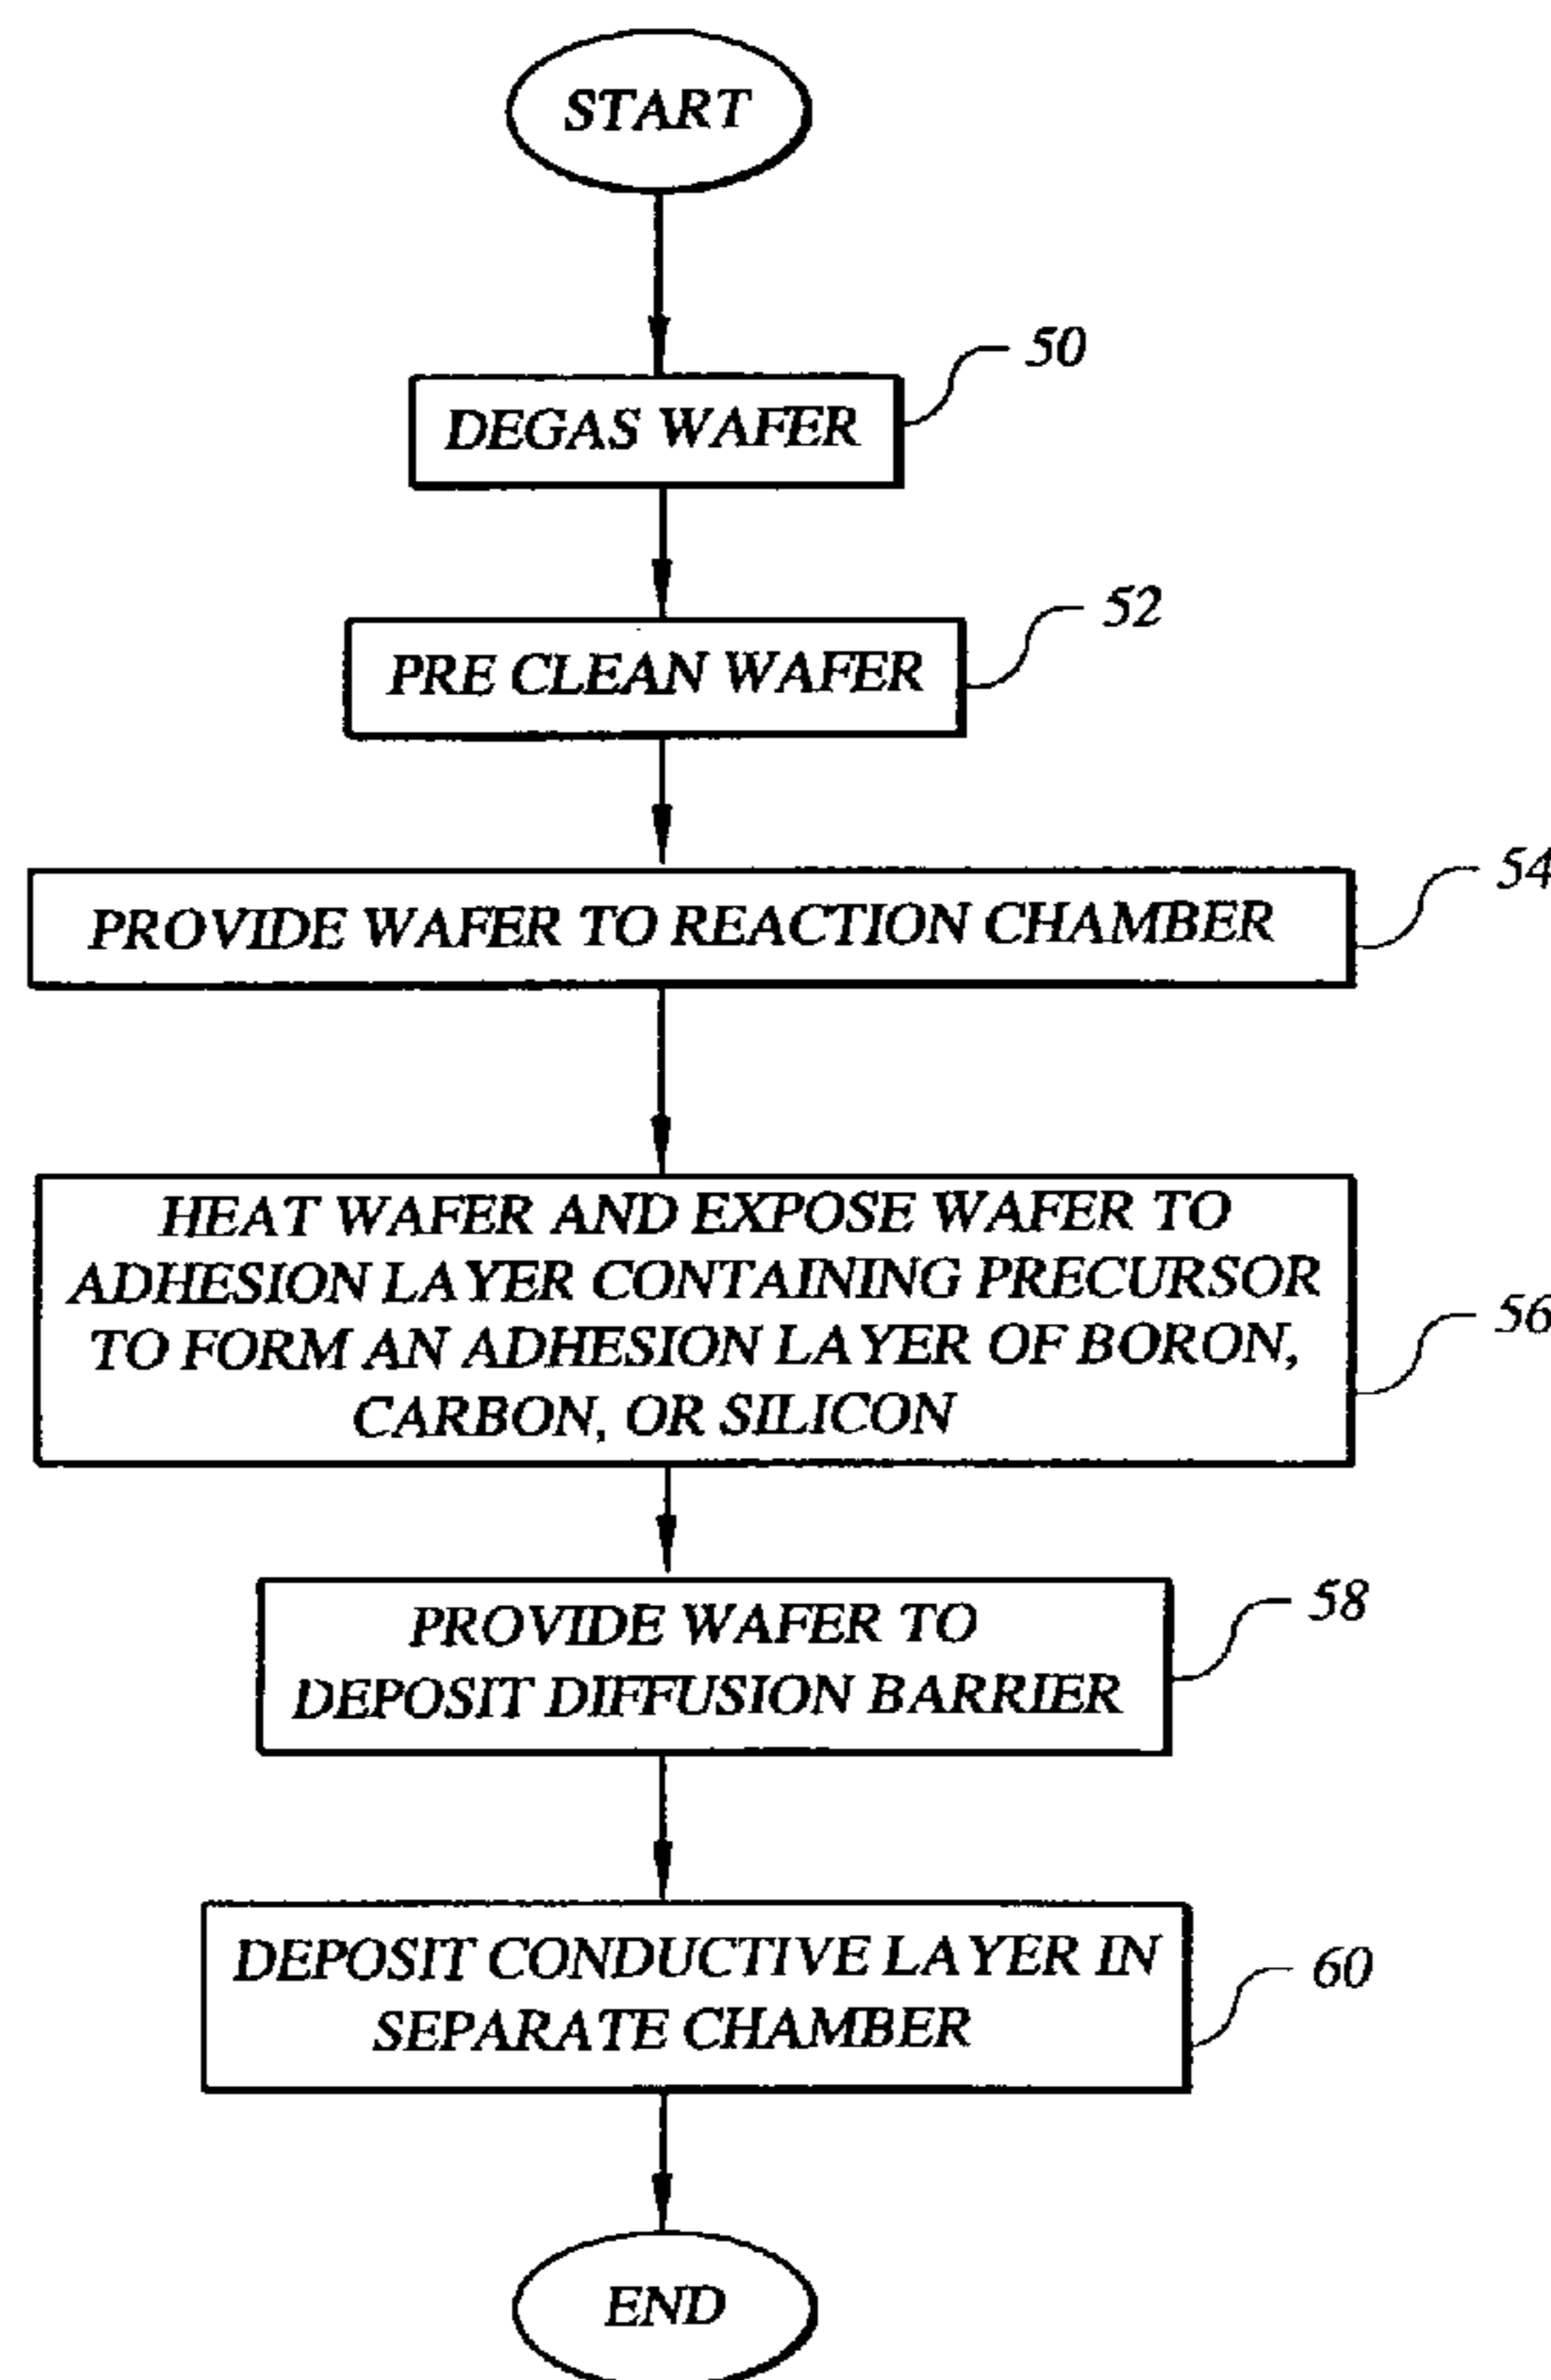 START
50
DEGAS WAFER
52
PRE CLEAN WAFER
54
PROVIDE WAFER TO REACTION CHAMBER
HEAT WAFER AND EXPOSE WAFER TO
ADHESION LAYER CONTAINING PRECURSOR
TO FORM AN ADHESION LAYER OF BORON,
CARBON, OR SILICON
56
PROVIDE WAFER TO
DEPOSIT DIFFUSION BARRIER
58
DEPOSIT CONDUCTIVE LAYER IN
SEPARATE CHAMBER
60
END